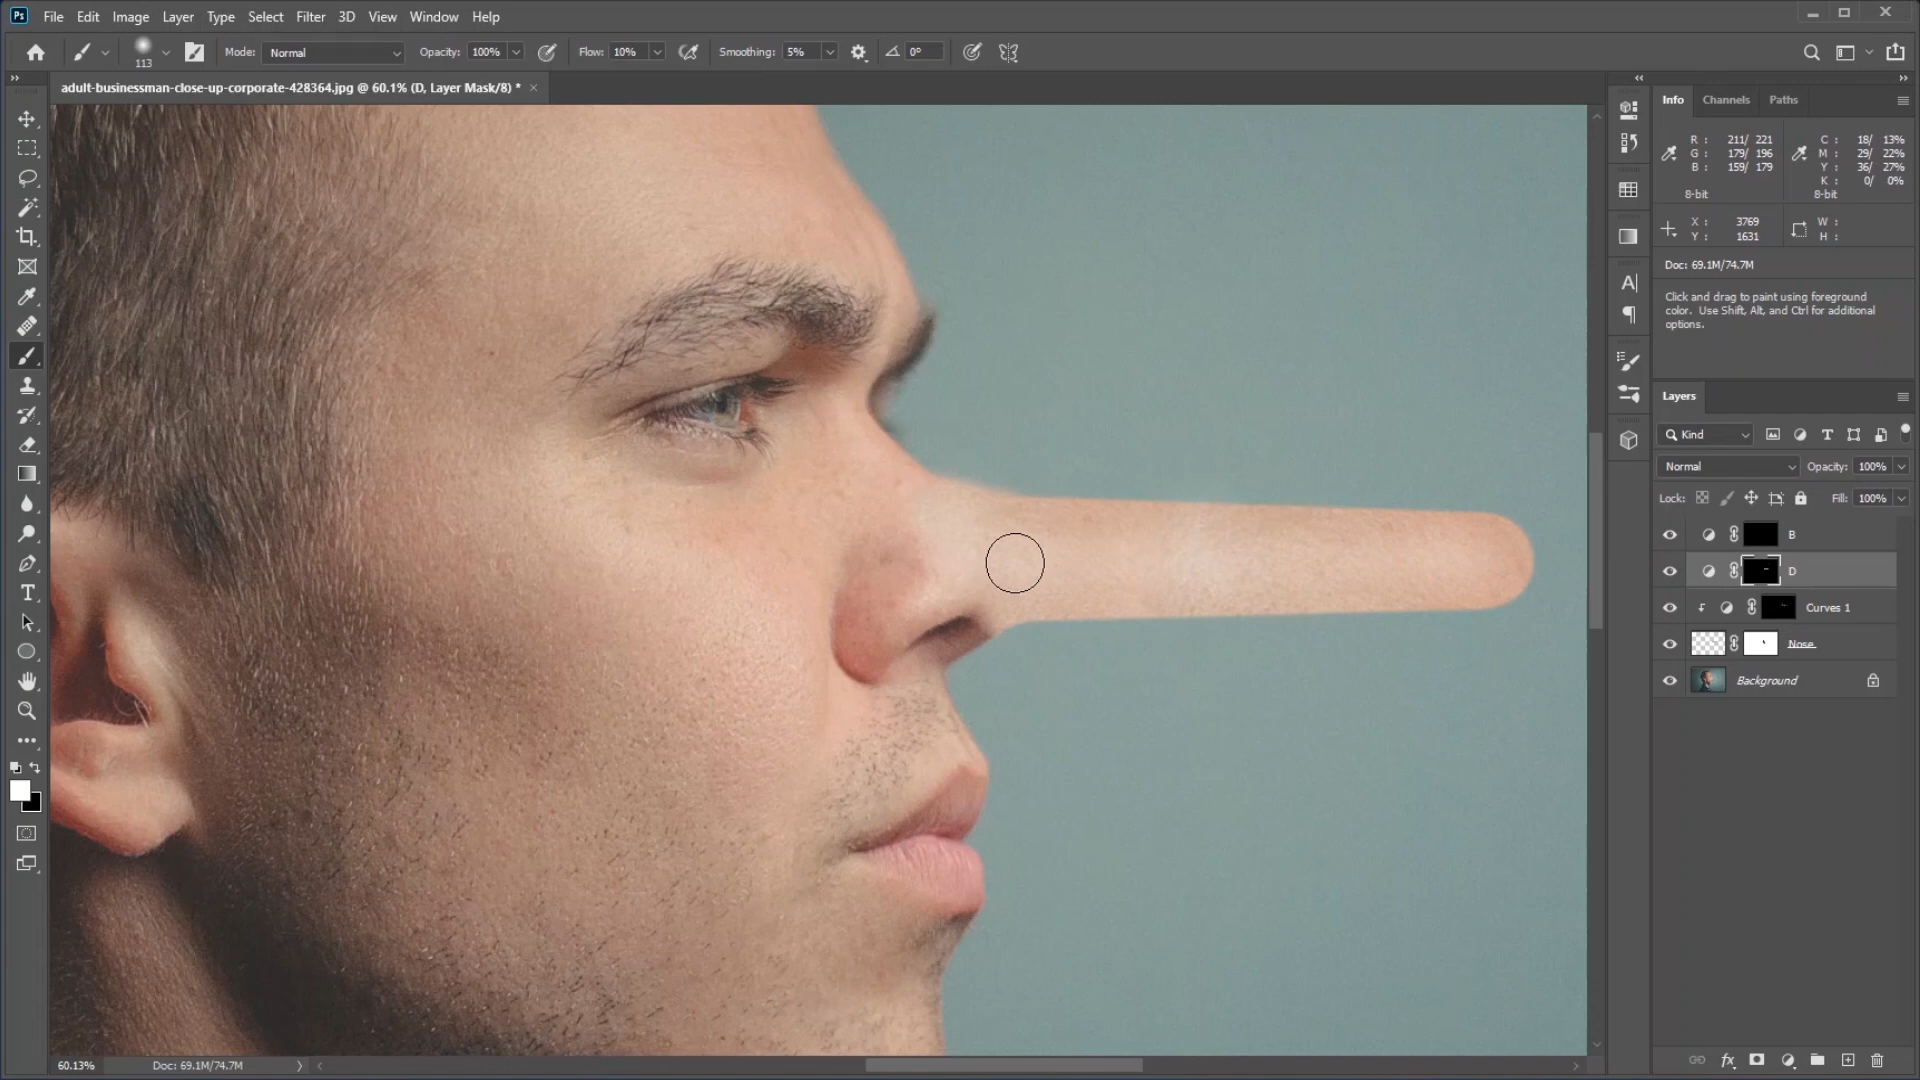 Ps File Edit Image Layer Type Select Filter 3D View Window Help
113 Mode: Normal Opacity: 100% Flow: 10% Smoothing: 5% 0°
adult-businessman-close-up-corporate-428364.jpg @ 60.1% (D, Layer Mask/8) *
Info Channels Paths
R : 211/ 221 C : 18/ 13%
G : 179/ 196 M : 29/ 22%
B : 159/ 179 Y : 36/ 27%
K : 0/ 0%
8-bit 8-bit
X : 3769 W :
Y : 1631 H :
Doc: 69.1M/74.7M
Click and drag to paint using foreground
color. Use Shift, Alt, and Ctrl for additional
options.
Layers
Kind
Normal Opacity: 100%
Lock: Fill: 100%
B
D
Curves 1
Nose
Background
60.13% Doc: 69.1M/74.7M